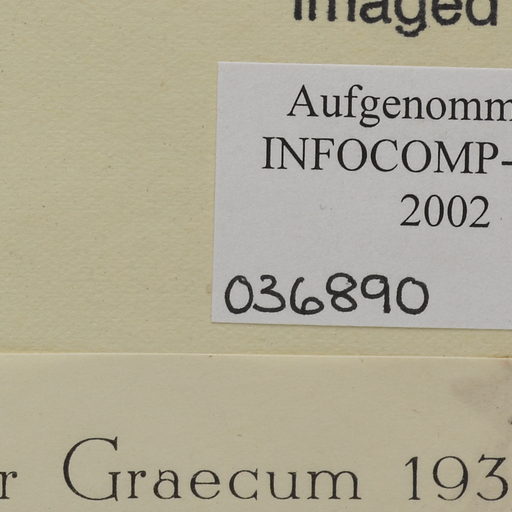 Imaged
Aufgenomm
INFOCOMP-
2002
036890
r Graecum 193